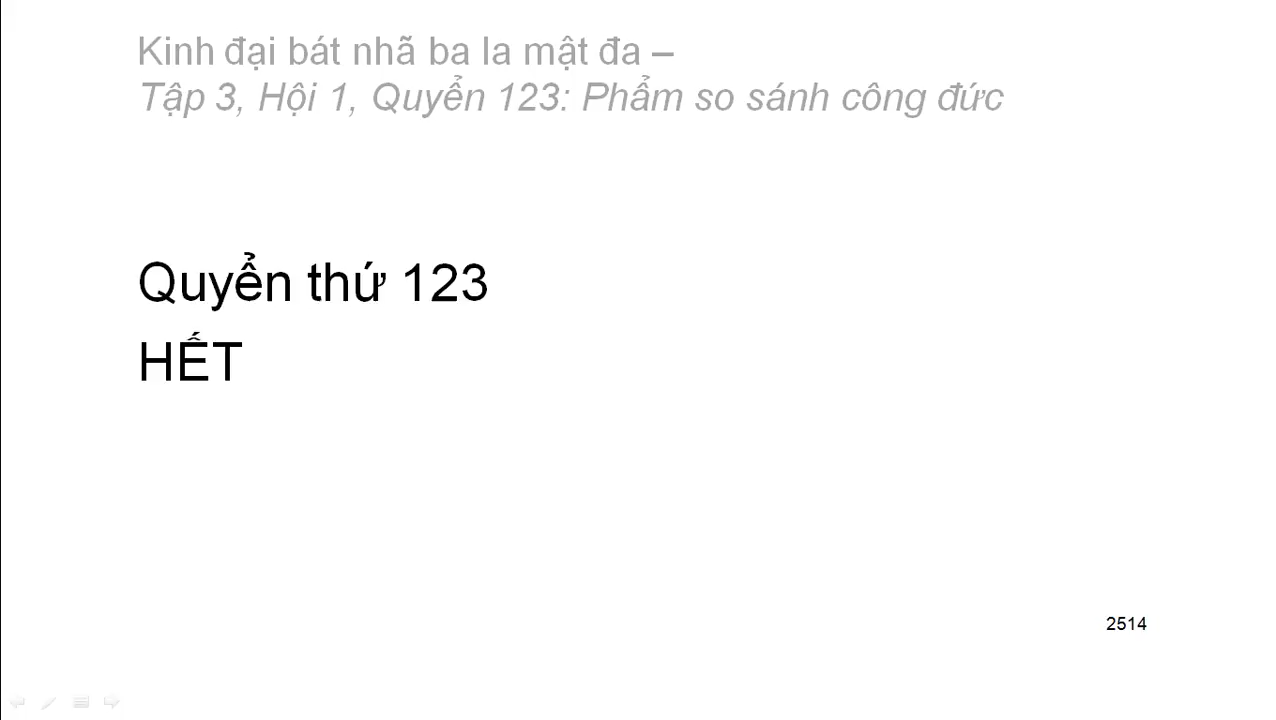 Kinh đại bát nhã ba la mật đa –
Tập 3, Hội 1, Quyển 123: Phẩm so sánh công đức
Quyển thứ 123
HẾT
2514